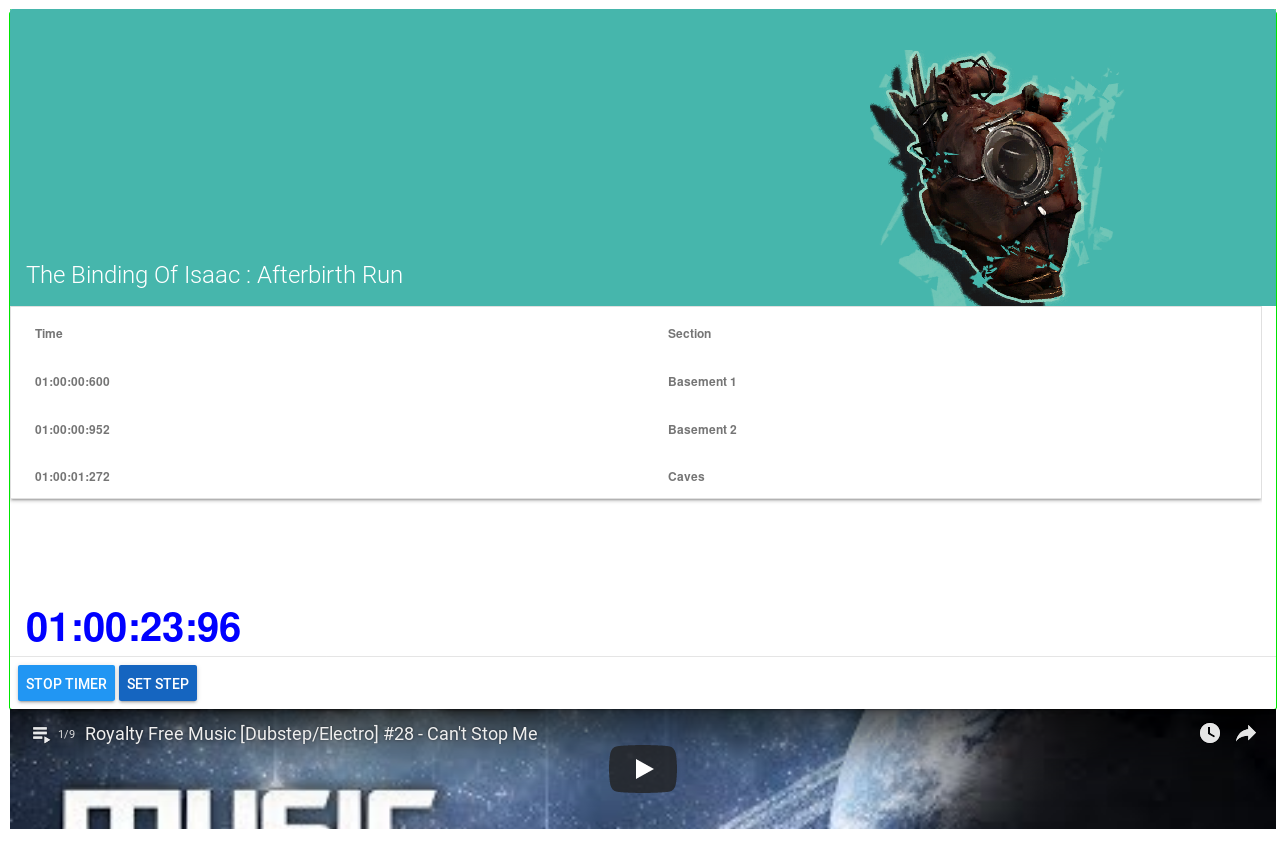 The Binding Of Isaac : Afterbirth Run
Time Section
01:00:00:600 Basement 1
01:00:00:952 Basement 2
01:00:01:272 Caves
01:00:23:96
STOP TIMER SET STEP
1/9 Royalty Free Music [Dubstep/Electro] #28 - Can't Stop Me
MUSIC